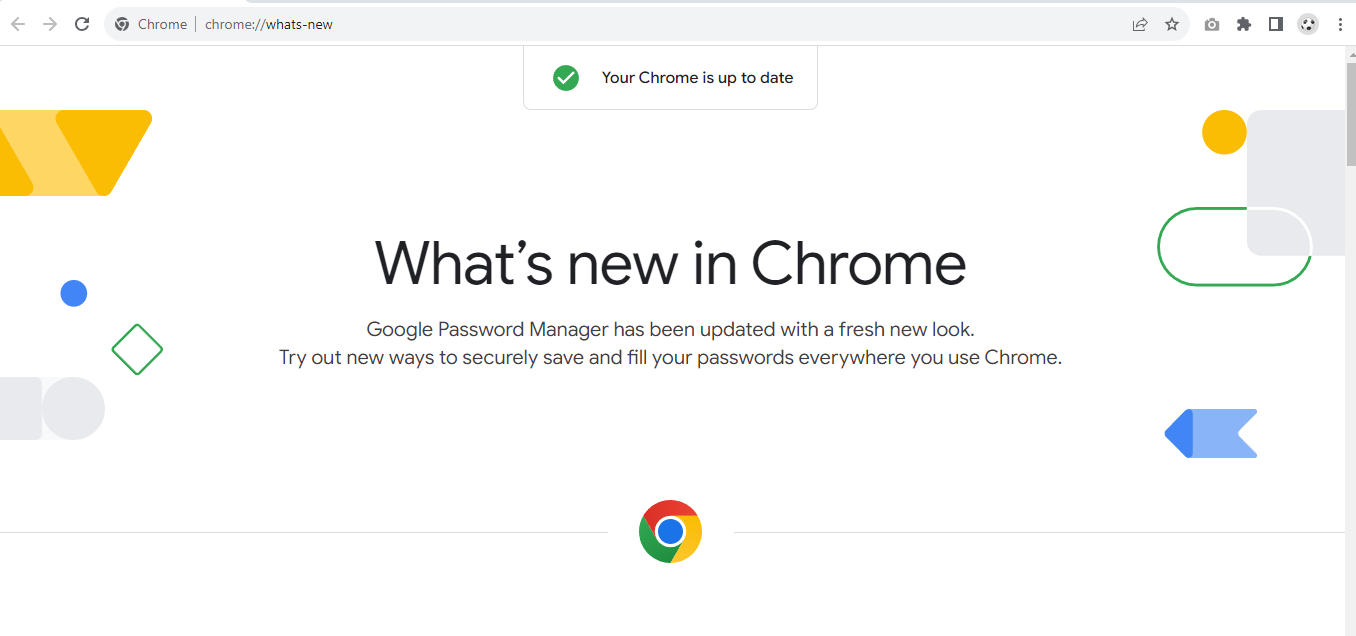 Chrome | chrome://whats-new
Your Chrome is up to date
What’s new in Chrome
Google Password Manager has been updated with a fresh new look.
Try out new ways to securely save and fill your passwords everywhere you use Chrome.